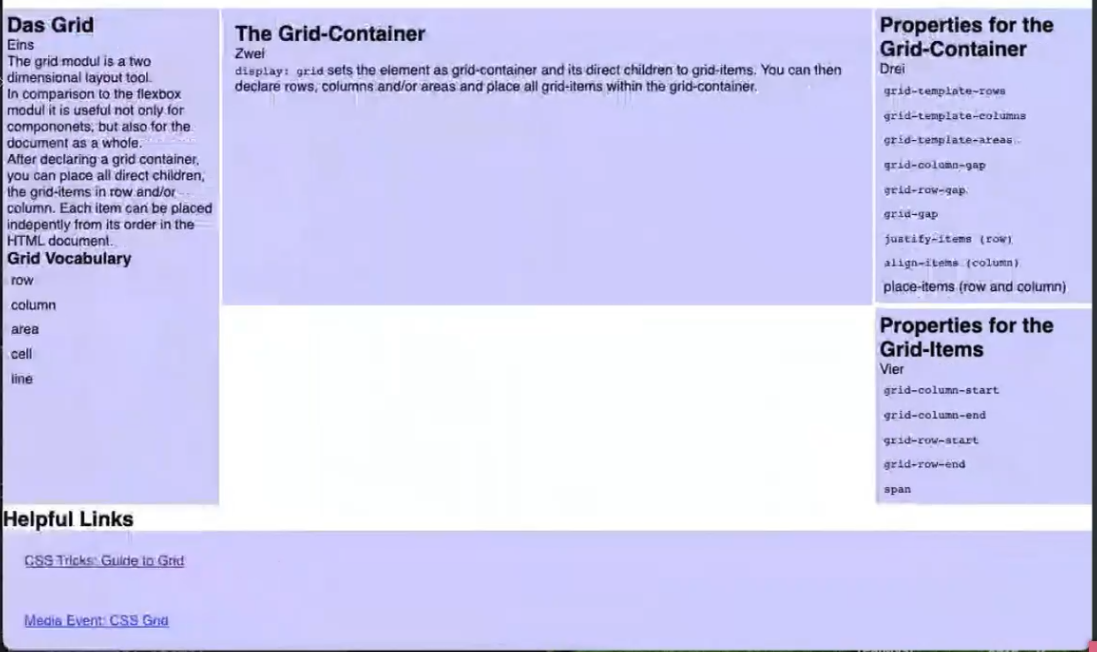 Das Grid
Eins
The grid modul is a two
dimensional layout tool.
In comparison to the flexbox
modul it is useful not only for
compononets, but also for the
document as a whole.
After declaring a grid container,
you can place all direct children,
the grid-items in row and/or
column. Each item can be placed
indepently from its order in the
HTML document.
Grid Vocabulary
row
column
area
cell
line
The Grid-Container
Zwei
display: grid sets the element as grid-container and its direct children to grid-items. You can then
declare rows, columns and/or areas and place all grid-items within the grid-container.
Properties for the
Grid-Container
Drei
grid-template-rows
grid-template-columns
grid-template-areas
grid-column-gap
grid-row-gap
grid-gap
justify-items (row)
align-items (column)
place-items (row and column)
Properties for the
Grid-Items
Vier
grid-column-start
grid-column-end
grid-row-start
grid-row-end
span
Helpful Links
CSS Tricks: Guide to Grid
Media Event: CSS Grid